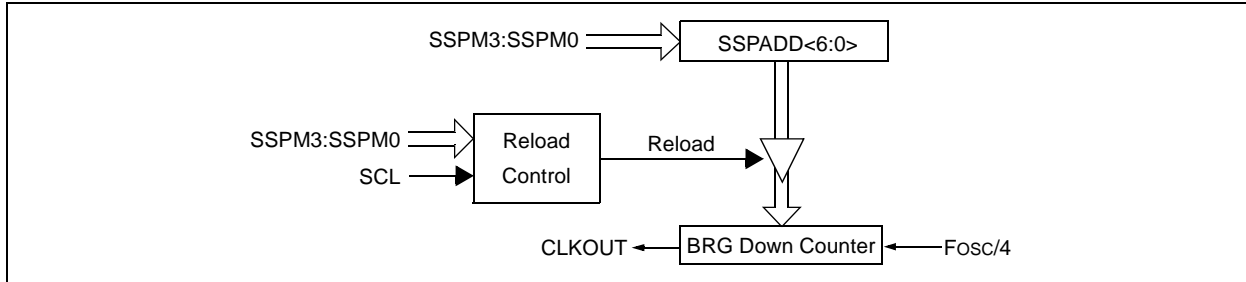 SSPM3:SSPM0
SSPADD<6:0>
SSPM3:SSPM0
SCL
Reload
Control
Reload
CLKOUT
BRG Down Counter
FOSC/4